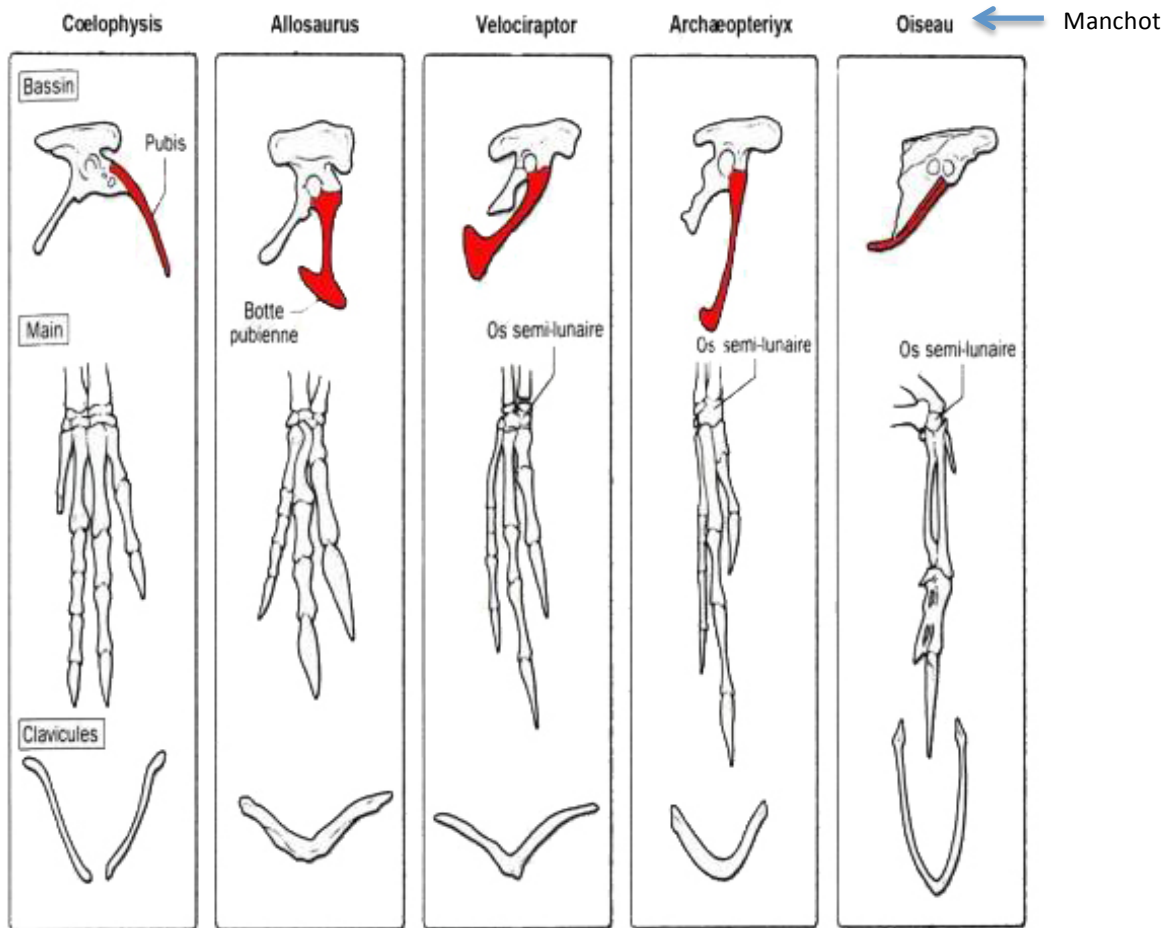 Cœlophysis
Allosaurus
Velociraptor
Archæopteriyx
Oiseau
Manchot
Bassin
Pubis
Botte
pubienne
Main
Os semi-lunaire
Os semi-lunaire
Os semi-lunaire
Clavicules